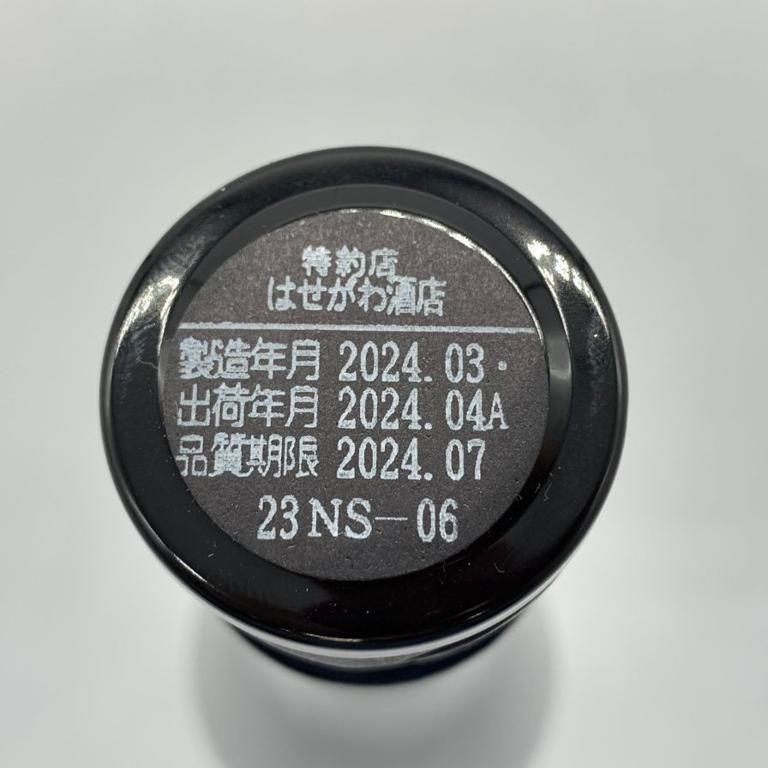 特約店
はせがわ酒店
製造年月 2024.03・
出荷年月 2024.04A
品質期限 2024.07
23NS-06